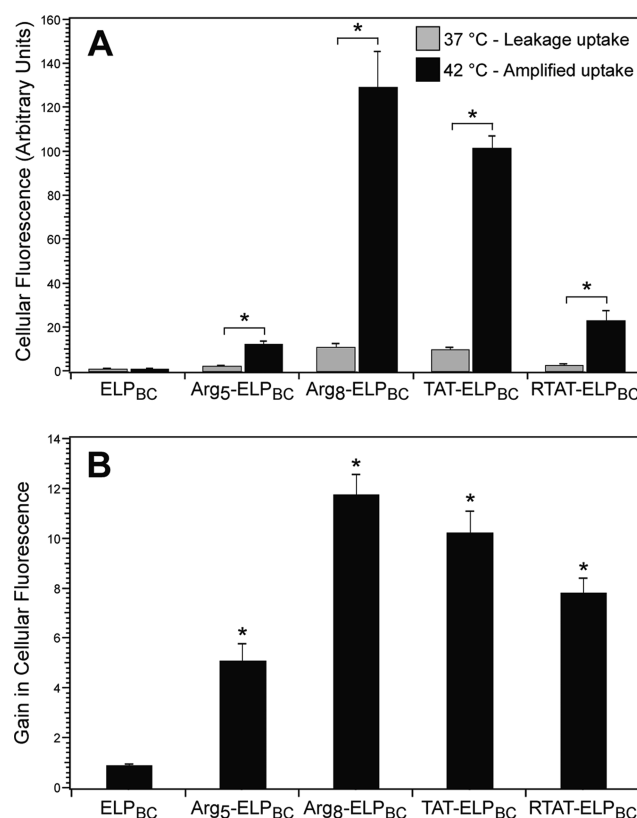 A
Cellular Fluorescence (Arbitrary Units)
160
140
120
100
80
60
40
20
0
37 °C - Leakage uptake
42 °C - Amplified uptake
*
*
*
*
ELPBC
Arg5-ELPBC
Arg8-ELPBC
TAT-ELPBC
RTAT-ELPBC
B
Gain in Cellular Fluorescence
14
12
10
8
6
4
2
0
*
*
*
*
ELPBC
Arg5-ELPBC
Arg8-ELPBC
TAT-ELPBC
RTAT-ELPBC